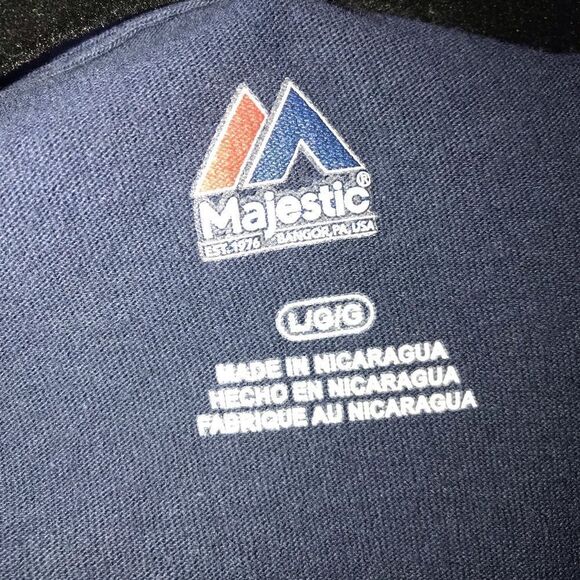 Majestic®
EST. 1976 BANGOR, PA, USA
L/G/G
MADE IN NICARAGUA
HECHO EN NICARAGUA
FABRIQUE AU NICARAGUA